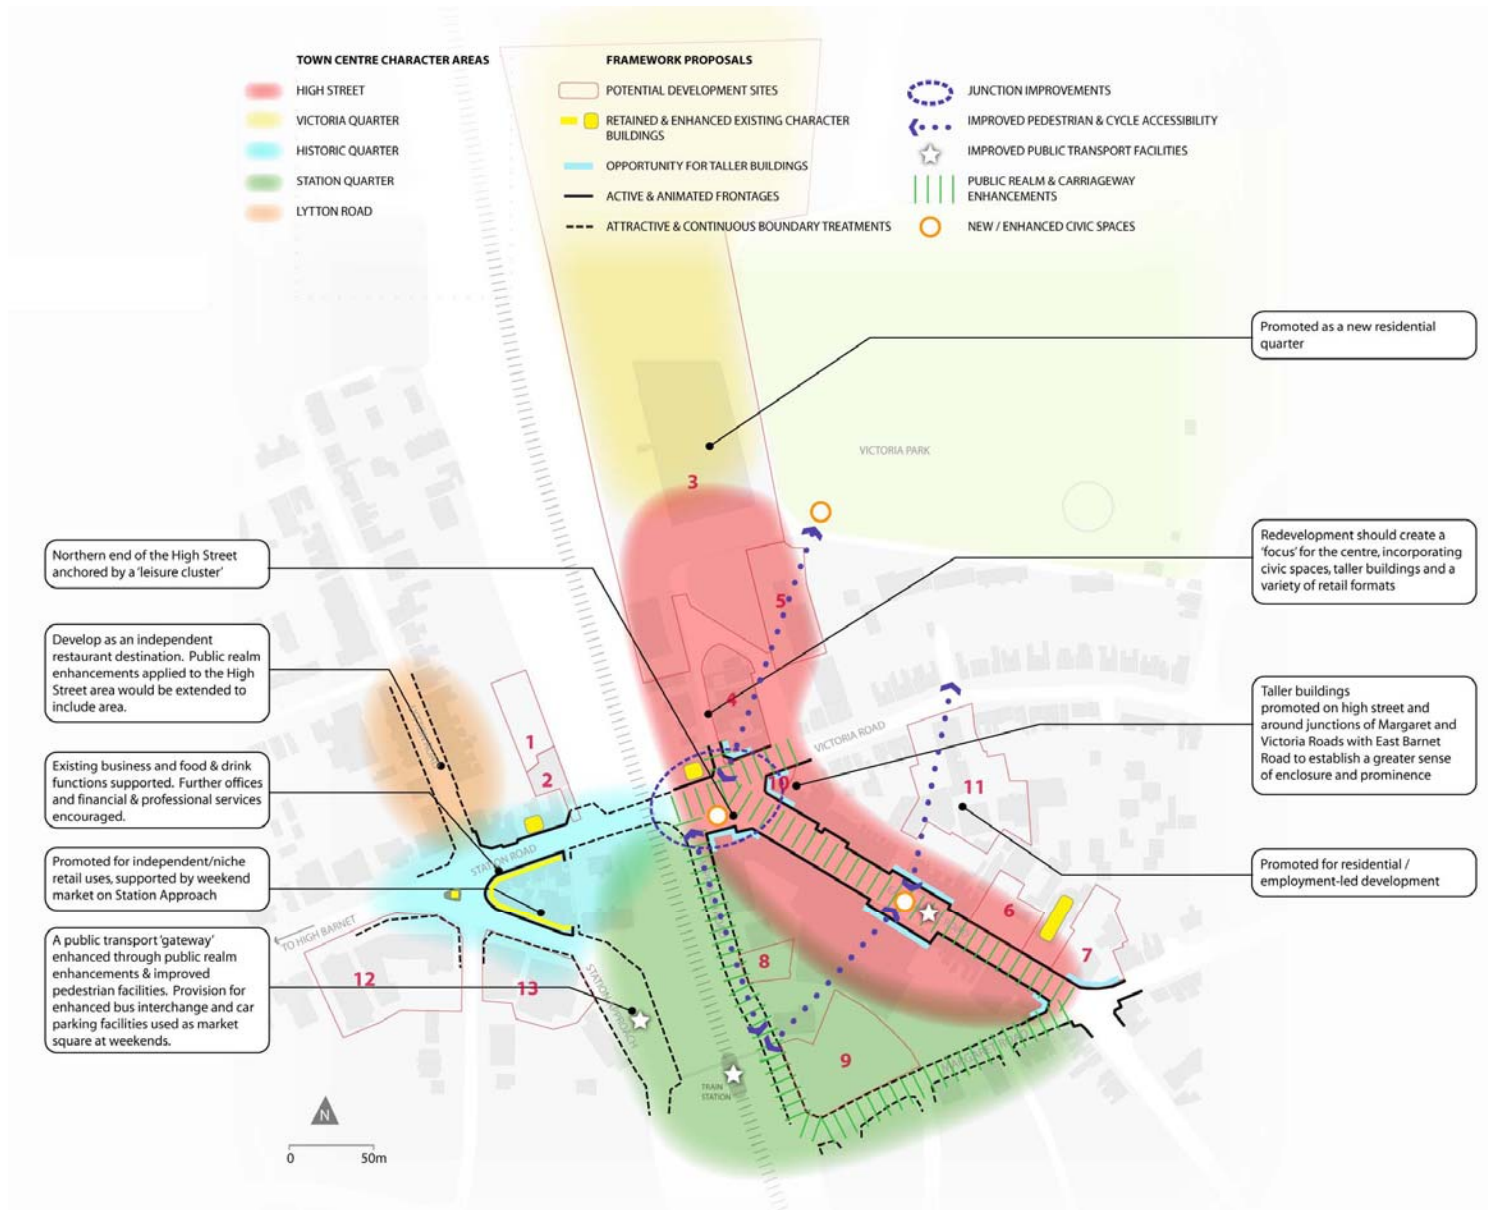 TOWN CENTRE CHARACTER AREAS
HIGH STREET
VICTORIA QUARTER
HISTORIC QUARTER
STATION QUARTER
LYTTON ROAD
FRAMEWORK PROPOSALS
POTENTIAL DEVELOPMENT SITES
RETAINED & ENHANCED EXISTING CHARACTER
BUILDINGS
OPPORTUNITY FOR TALLER BUILDINGS
ACTIVE & ANIMATED FRONTAGES
ATTRACTIVE & CONTINUOUS BOUNDARY TREATMENTS
JUNCTION IMPROVEMENTS
IMPROVED PEDESTRIAN & CYCLE ACCESSIBILITY
IMPROVED PUBLIC TRANSPORT FACILITIES
PUBLIC REALM & CARRIAGEWAY
ENHANCEMENTS
NEW / ENHANCED CIVIC SPACES
Promoted as a new residential
quarter
VICTORIA PARK
3
Northern end of the High Street
anchored by a 'leisure cluster'
Redevelopment should create a
'focus' for the centre, incorporating
civic spaces, taller buildings and a
variety of retail formats
5
4
Develop as an independent
restaurant destination. Public realm
enhancements applied to the High
Street area would be extended to
include area.
Taller buildings
promoted on high street and
around junctions of Margaret and
Victoria Roads with East Barnet
Road to establish a greater sense
of enclosure and prominence
VICTORIA ROAD
1
2
10
11
Existing business and food & drink
functions supported. Further offices
and financial & professional services
encouraged.
STATION ROAD
Promoted for independent/niche
retail uses, supported by weekend
market on Station Approach
Promoted for residential /
employment-led development
6
7
TO HIGH BARNET
A public transport 'gateway'
enhanced through public realm
enhancements & improved
pedestrian facilities. Provision for
enhanced bus interchange and car
parking facilities used as market
square at weekends.
12
13
8
STATION APPROACH
9
MARGARET ROAD
TRAIN
STATION
N
0 50m